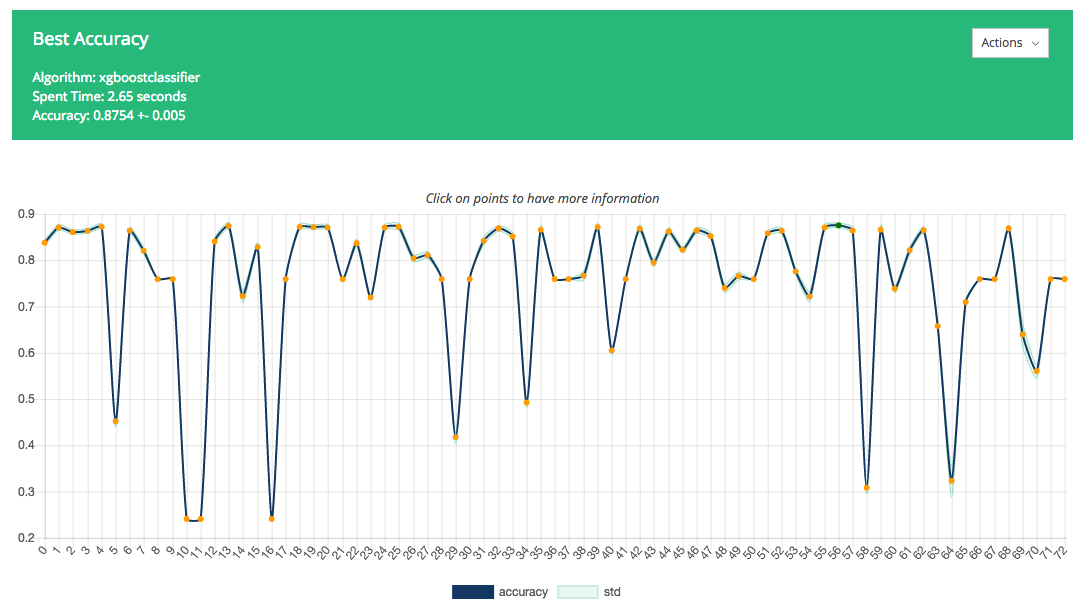 Best Accuracy
Actions
Algorithm: xgboostclassifier
Spent Time: 2.65 seconds
Accuracy: 0.8754 +- 0.005
Click on points to have more information
0.9
0.8
0.7
0.6
0.5
0.4
0.3
0.2
0 1 2 3 4 5 6 7 8 9 10 11 12 13 14 15 16 17 18 19 20 21 22 23 24 25 26 27 28 29 30 31 32 33 34 35 36 37 38 39 40 41 42 43 44 45 46 47 48 49 50 51 52 53 54 55 56 57 58 59 60 61 62 63 64 65 66 67 68 69 70 71 72
accuracy std